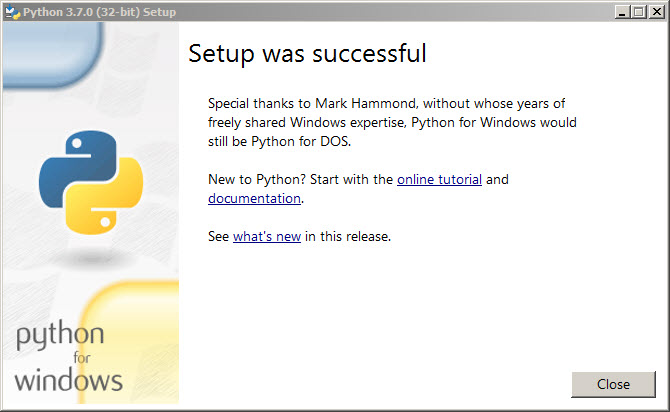 Python 3.7.0 (32-bit) Setup
Setup was successful
Special thanks to Mark Hammond, without whose years of
freely shared Windows expertise, Python for Windows would
still be Python for DOS.
New to Python? Start with the online tutorial and
documentation.
See what's new in this release.
python
for
windows
Close